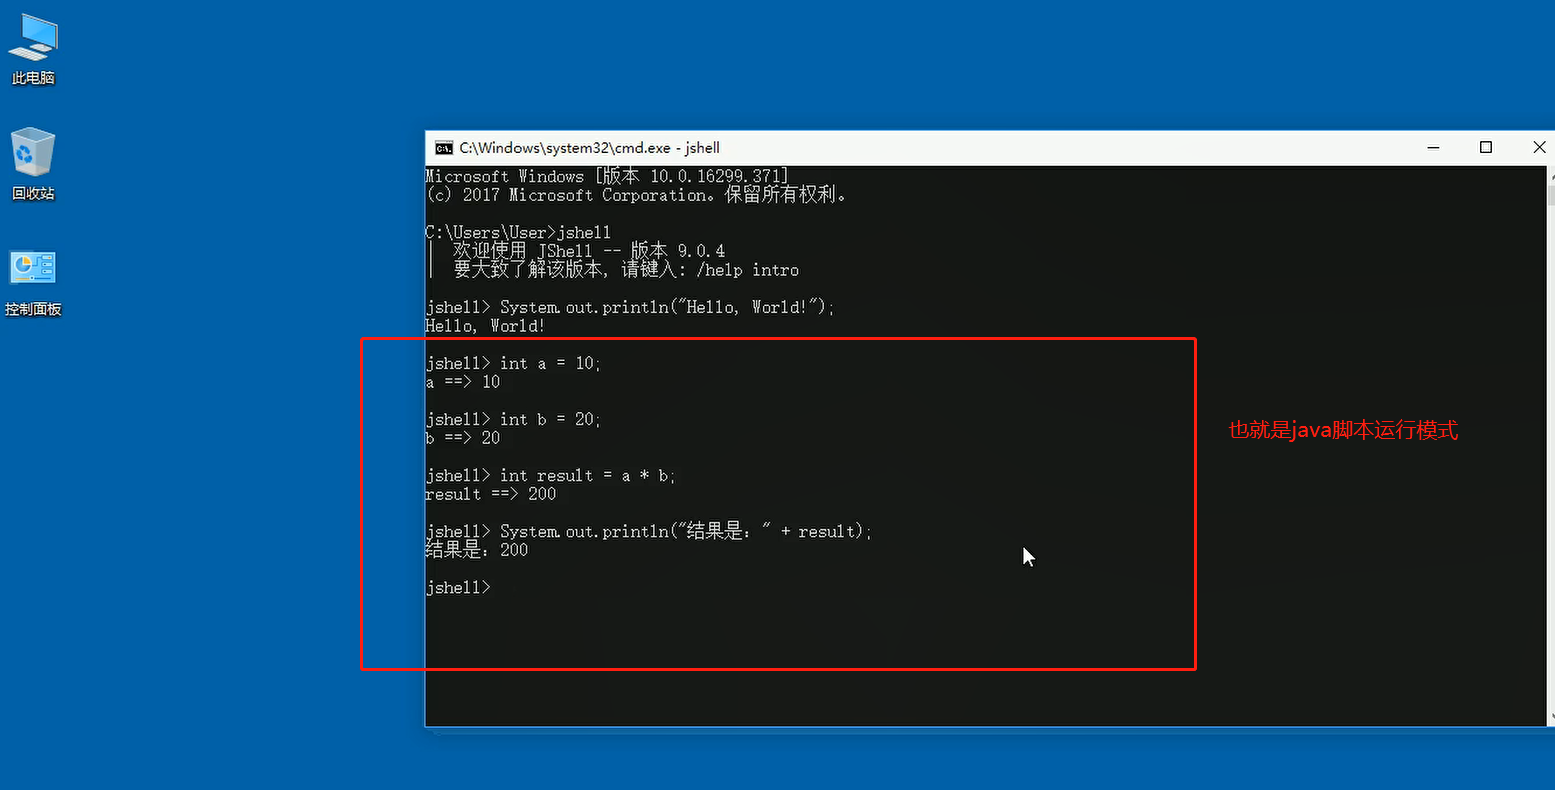 此电脑
回收站
控制面板
C:\Windows\system32\cmd.exe - jshell
Microsoft Windows [版本 10.0.16299.371]
(c) 2017 Microsoft Corporation。保留所有权利。
C:\Users\User>jshell
|  欢迎使用 JShell -- 版本 9.0.4
|  要大致了解该版本, 请键入: /help intro
jshell> System.out.println("Hello, World!");
Hello, World!
jshell> int a = 10;
a ==> 10
jshell> int b = 20;
b ==> 20
jshell> int result = a * b;
result ==> 200
jshell> System.out.println("结果是：" + result);
结果是：200
jshell>
也就是java脚本运行模式